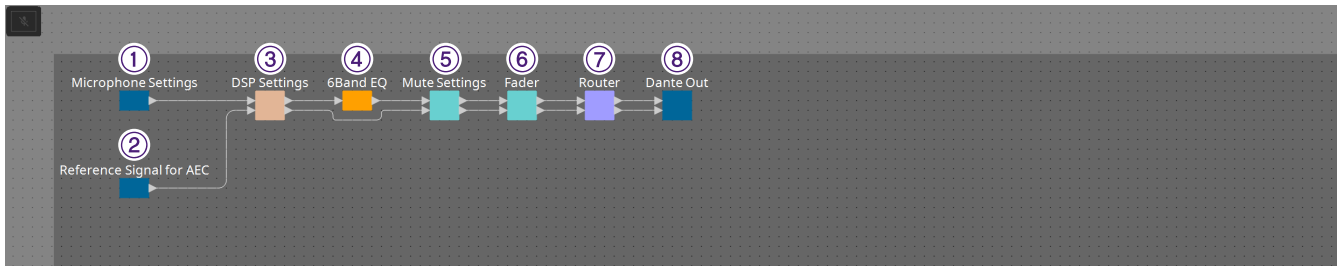 ① ③ ④ ⑤ ⑥ ⑦ ⑧
Microphone Settings DSP Settings 6Band EQ Mute Settings Fader Router Dante Out
②
Reference Signal for AEC